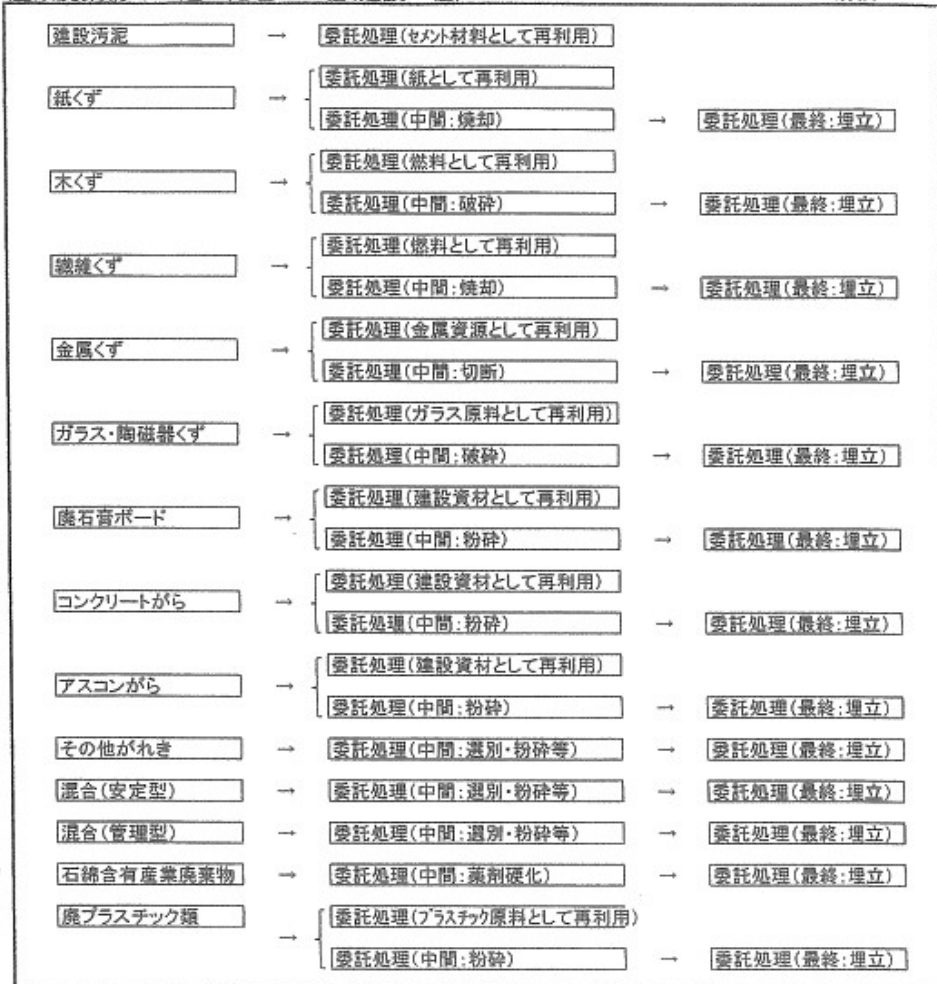 建設汚泥 → 委託処理(セメント材料として再利用)
紙くず → 委託処理(紙として再利用)
委託処理(中間:焼却) → 委託処理(最終:埋立)
木くず → 委託処理(燃料として再利用)
委託処理(中間:破砕) → 委託処理(最終:埋立)
繊維くず → 委託処理(燃料として再利用)
委託処理(中間:焼却) → 委託処理(最終:埋立)
金属くず → 委託処理(金属資源として再利用)
委託処理(中間:切断) → 委託処理(最終:埋立)
ガラス・陶磁器くず → 委託処理(ガラス原料として再利用)
委託処理(中間:破砕) → 委託処理(最終:埋立)
廃石膏ボード → 委託処理(建設資材として再利用)
委託処理(中間:粉砕) → 委託処理(最終:埋立)
コンクリートがら → 委託処理(建設資材として再利用)
委託処理(中間:粉砕) → 委託処理(最終:埋立)
アスコンがら → 委託処理(建設資材として再利用)
委託処理(中間:粉砕) → 委託処理(最終:埋立)
その他がれき → 委託処理(中間:選別・粉砕等) → 委託処理(最終:埋立)
混合(安定型) → 委託処理(中間:選別・粉砕等) → 委託処理(最終:埋立)
混合(管理型) → 委託処理(中間:選別・粉砕等) → 委託処理(最終:埋立)
石綿含有産業廃棄物 → 委託処理(中間:薬剤硬化) → 委託処理(最終:埋立)
廃プラスチック類 → 委託処理(プラスチック原料として再利用)
委託処理(中間:粉砕) → 委託処理(最終:埋立)